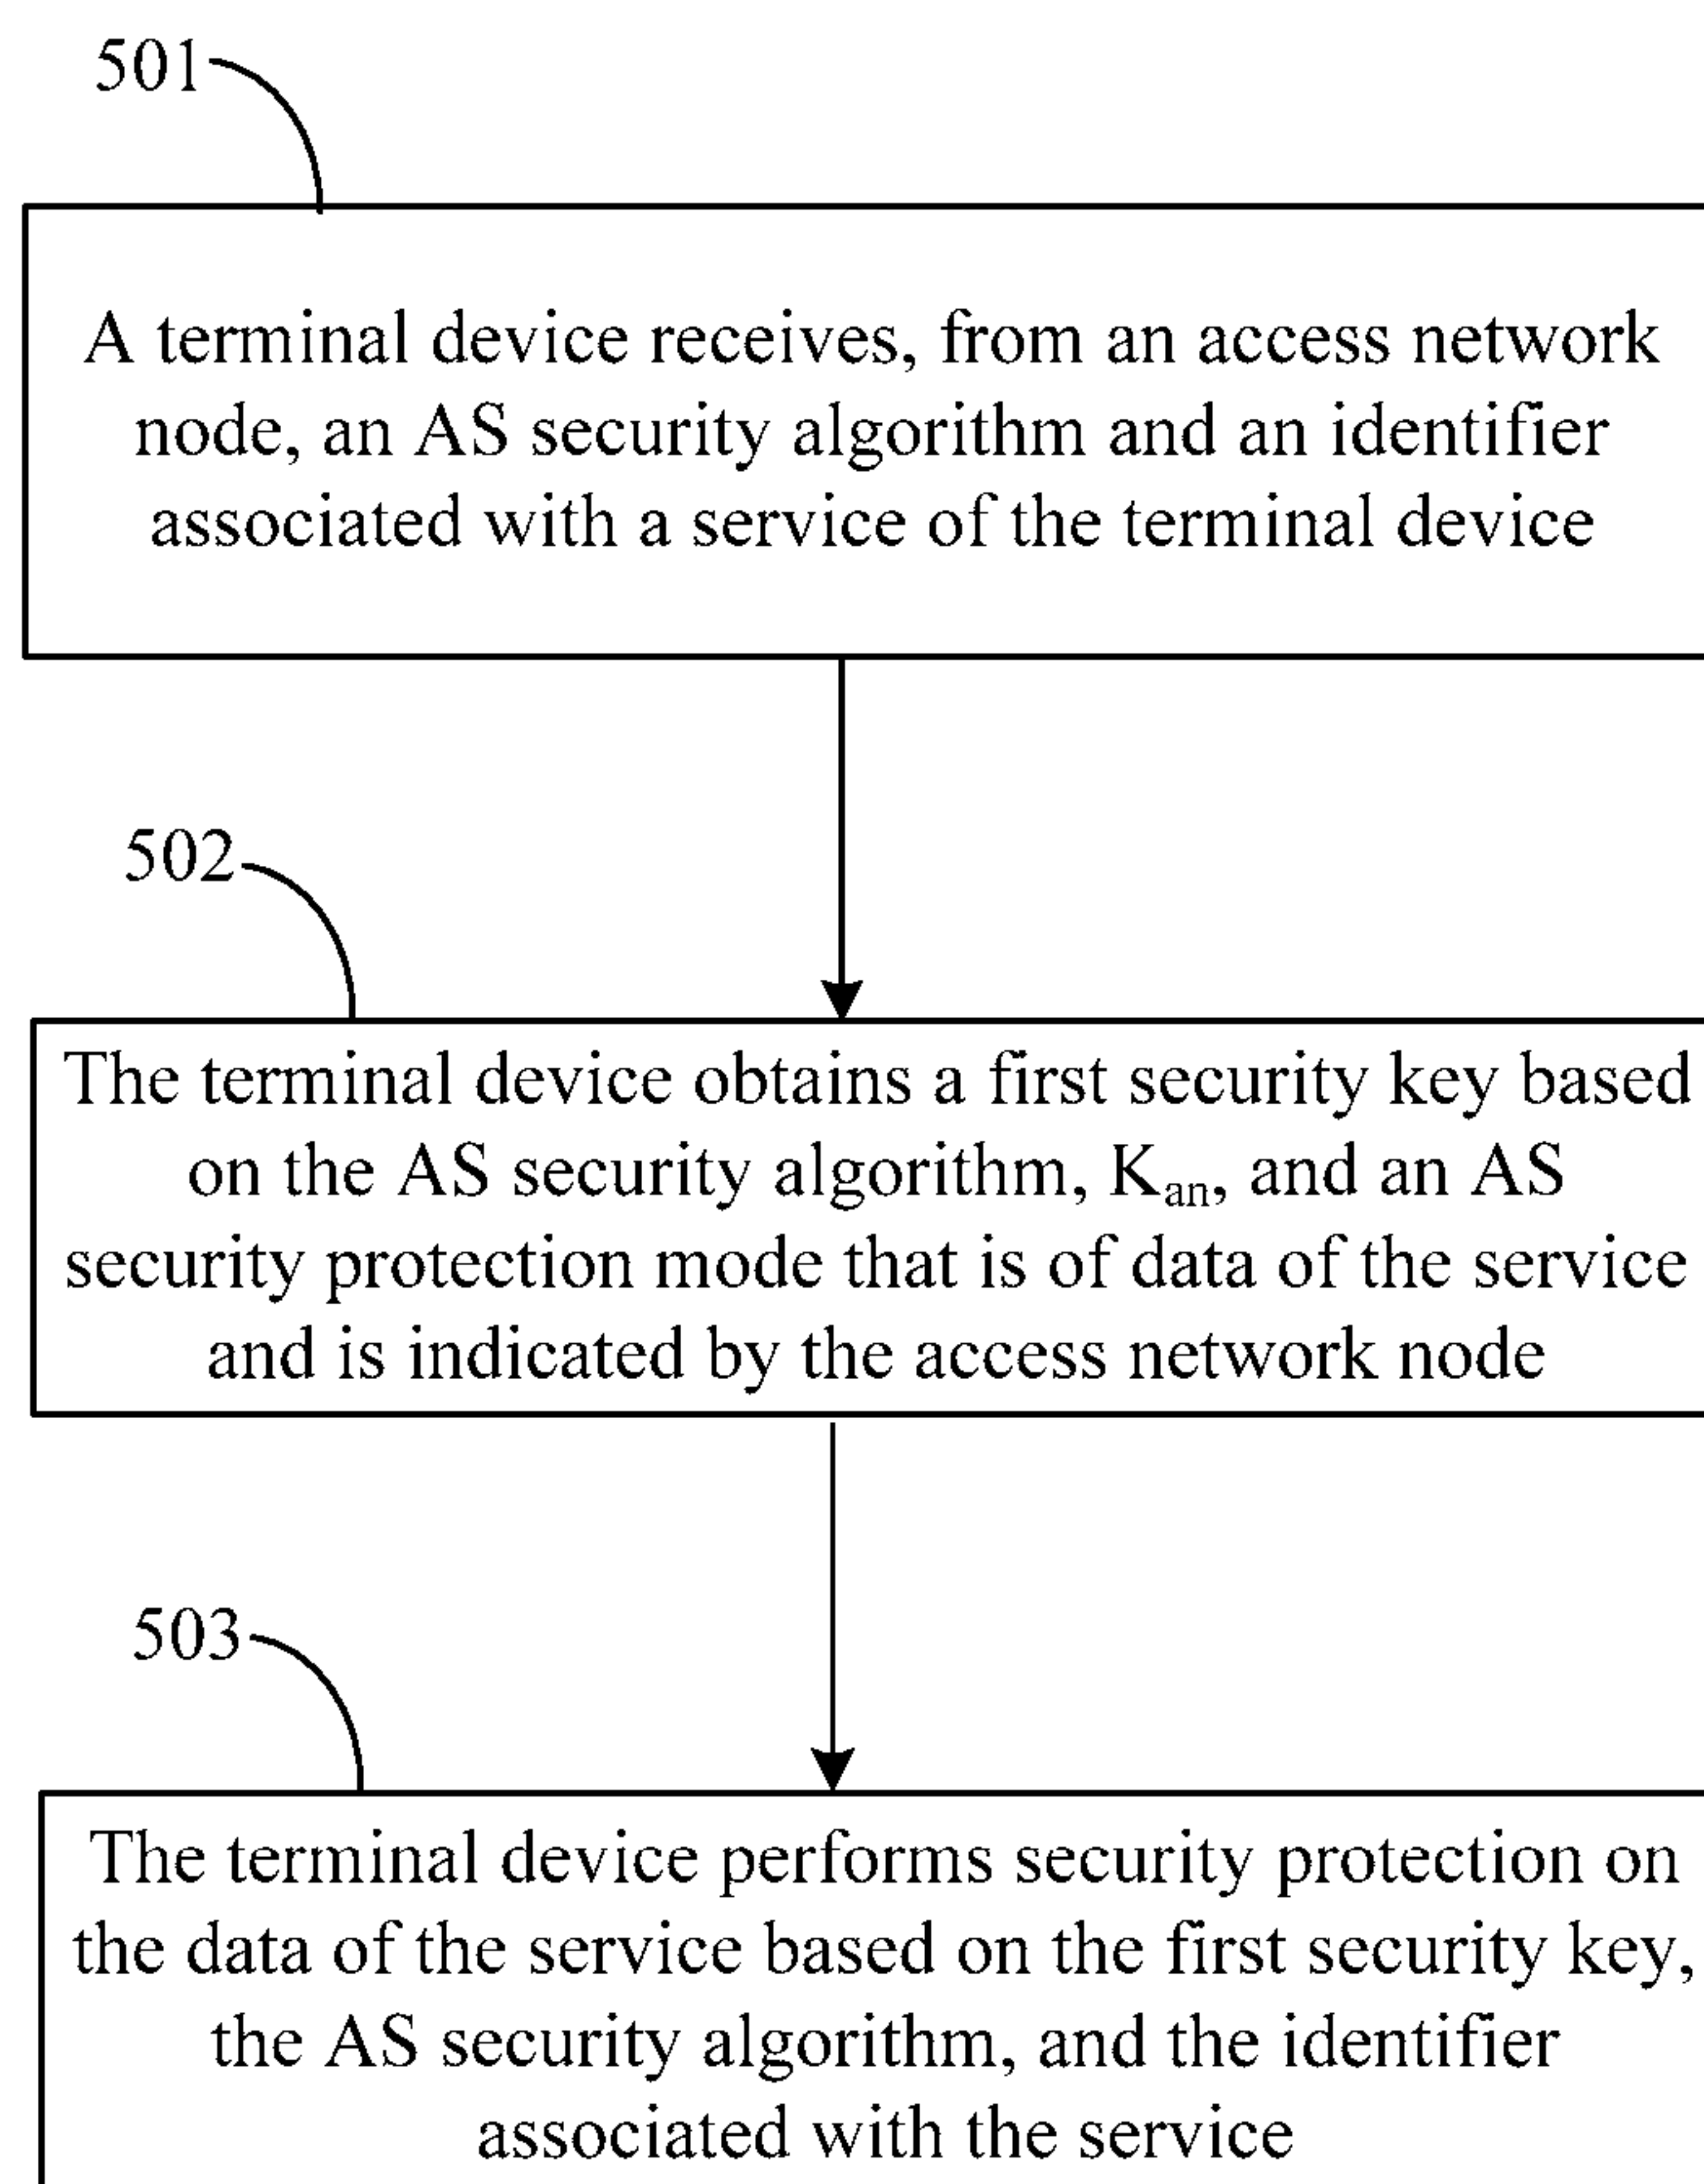 501
A terminal device receives, from an access network
node, an AS security algorithm and an identifier
associated with a service of the terminal device
502
The terminal device obtains a first security key based
on the AS security algorithm, Kan, and an AS
security protection mode that is of data of the service
and is indicated by the access network node
503
The terminal device performs security protection on
the data of the service based on the first security key,
the AS security algorithm, and the identifier
associated with the service